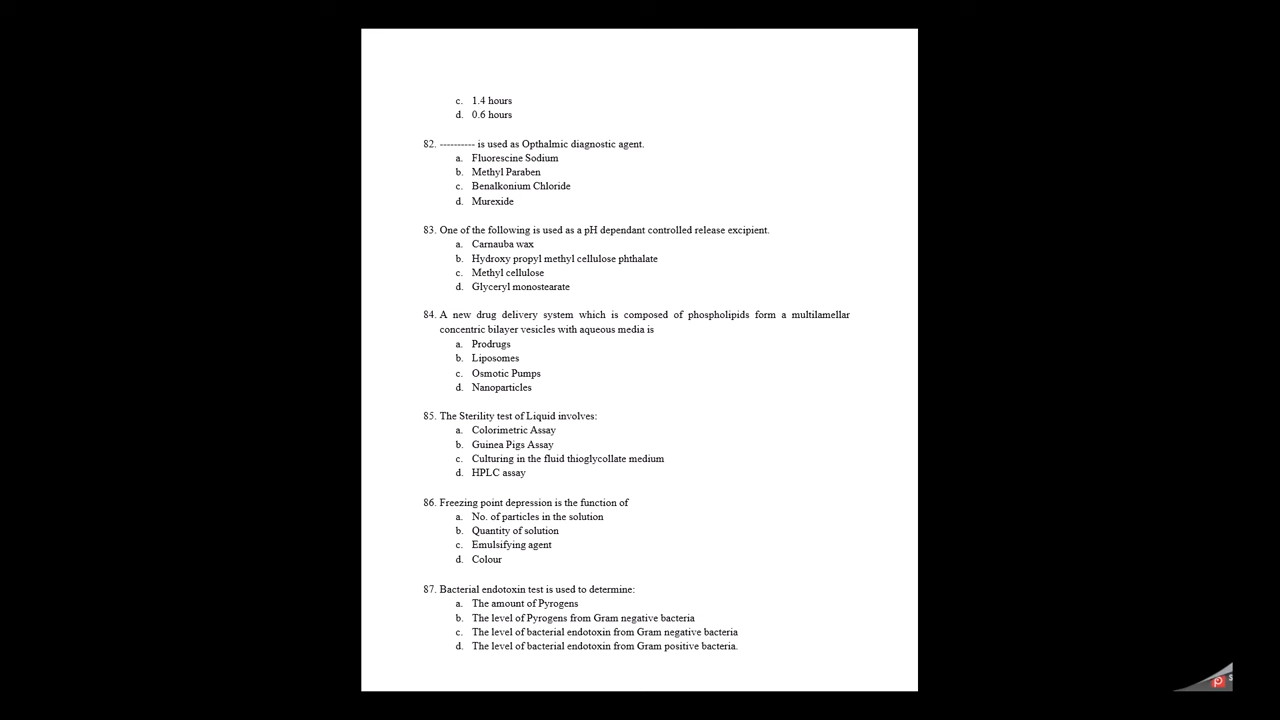 c. 1.4 hours
d. 0.6 hours
82. ---------- is used as Opthalmic diagnostic agent.
a. Fluorescine Sodium
b. Methyl Paraben
c. Benalkonium Chloride
d. Murexide
83. One of the following is used as a pH dependant controlled release excipient.
a. Carnauba wax
b. Hydroxy propyl methyl cellulose phthalate
c. Methyl cellulose
d. Glyceryl monostearate
84. A new drug delivery system which is composed of phospholipids form a multilamellar
concentric bilayer vesicles with aqueous media is
a. Prodrugs
b. Liposomes
c. Osmotic Pumps
d. Nanoparticles
85. The Sterility test of Liquid involves:
a. Colorimetric Assay
b. Guinea Pigs Assay
c. Culturing in the fluid thioglycollate medium
d. HPLC assay
86. Freezing point depression is the function of
a. No. of particles in the solution
b. Quantity of solution
c. Emulsifying agent
d. Colour
87. Bacterial endotoxin test is used to determine:
a. The amount of Pyrogens
b. The level of Pyrogens from Gram negative bacteria
c. The level of bacterial endotoxin from Gram negative bacteria
d. The level of bacterial endotoxin from Gram positive bacteria.